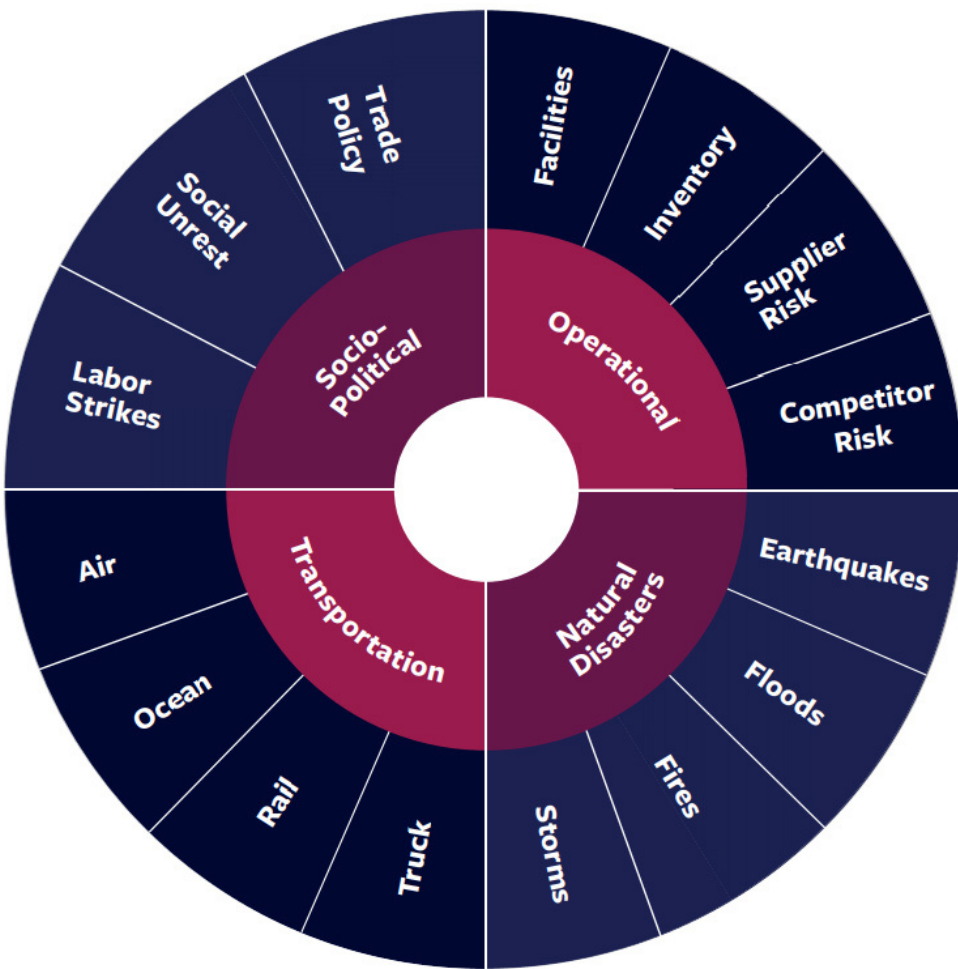 Trade
Policy
Social
Unrest
Labor
Strikes
Socio-
Political
Facilities
Inventory
Supplier
Risk
Competitor
Risk
Operational
Earthquakes
Floods
Fires
Storms
Natural
Disasters
Air
Ocean
Rail
Truck
Transportation